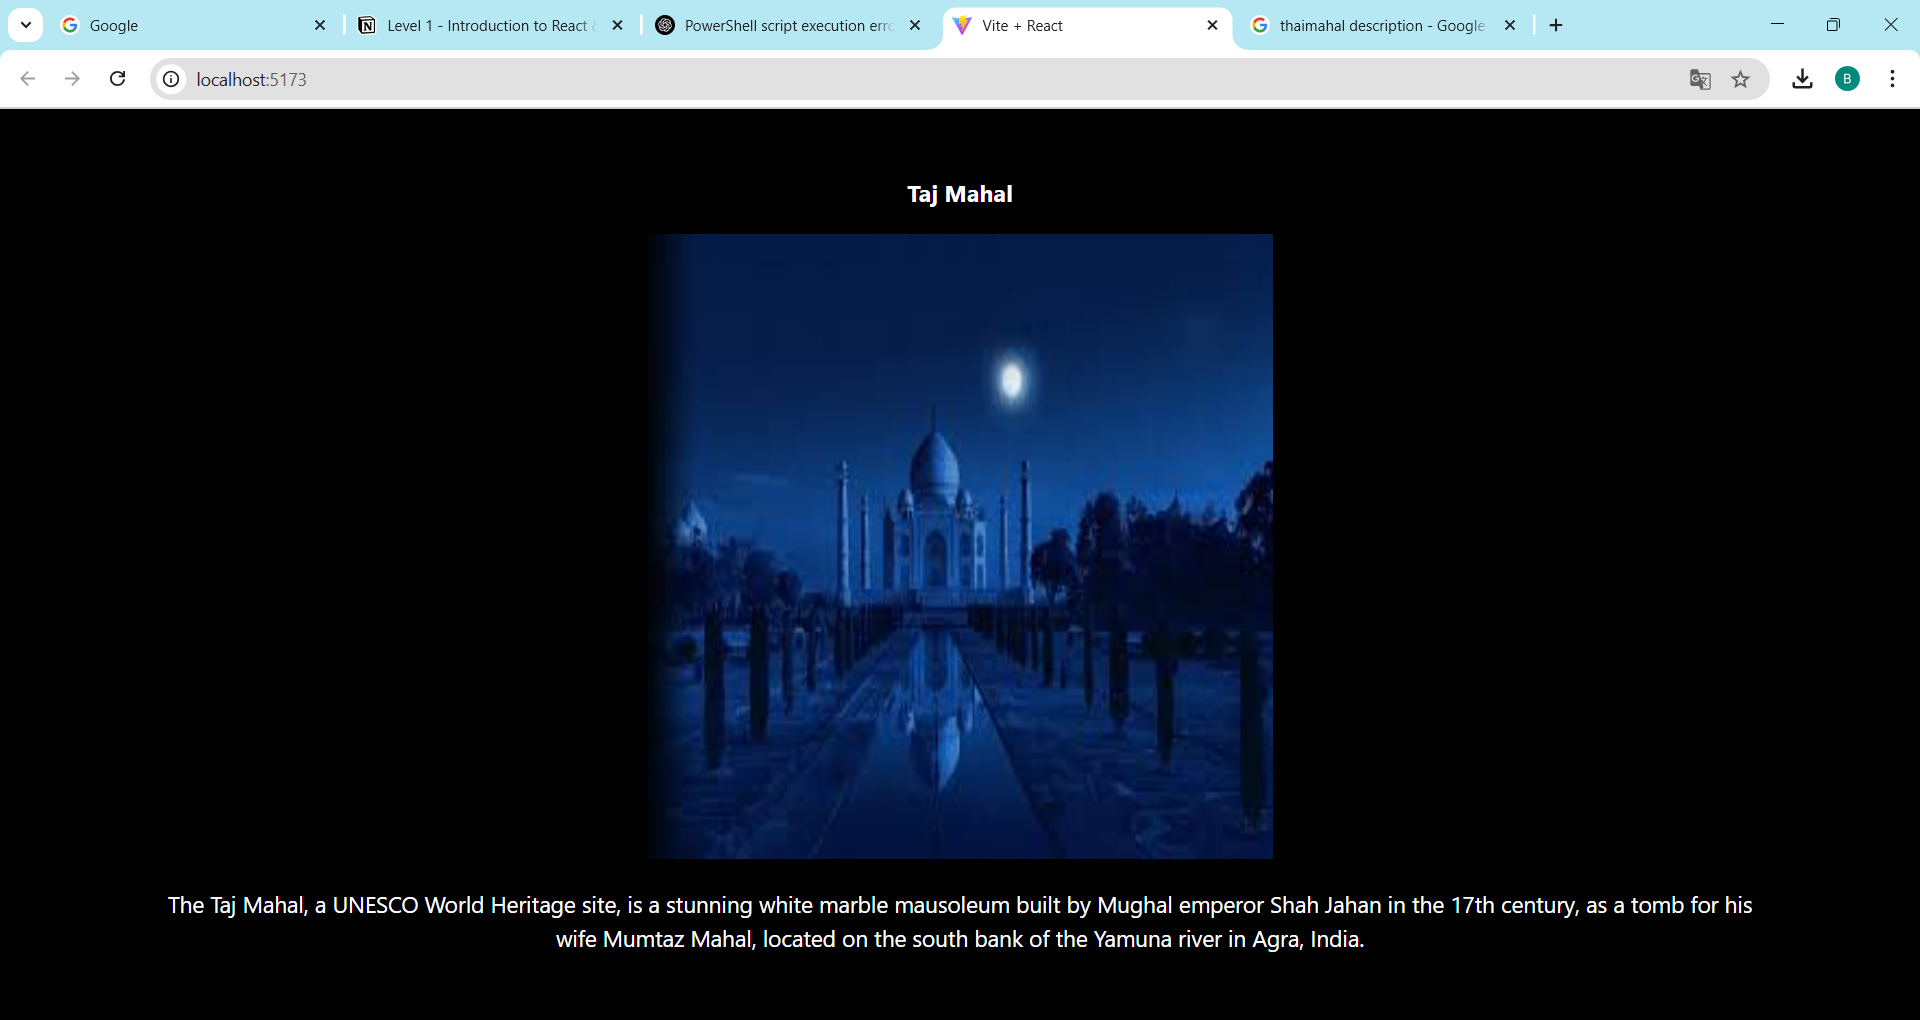 Google
Level 1 - Introduction to React
PowerShell script execution erro
Vite + React
thaimahal description - Google
localhost:5173
B
Taj Mahal
The Taj Mahal, a UNESCO World Heritage site, is a stunning white marble mausoleum built by Mughal emperor Shah Jahan in the 17th century, as a tomb for his
wife Mumtaz Mahal, located on the south bank of the Yamuna river in Agra, India.